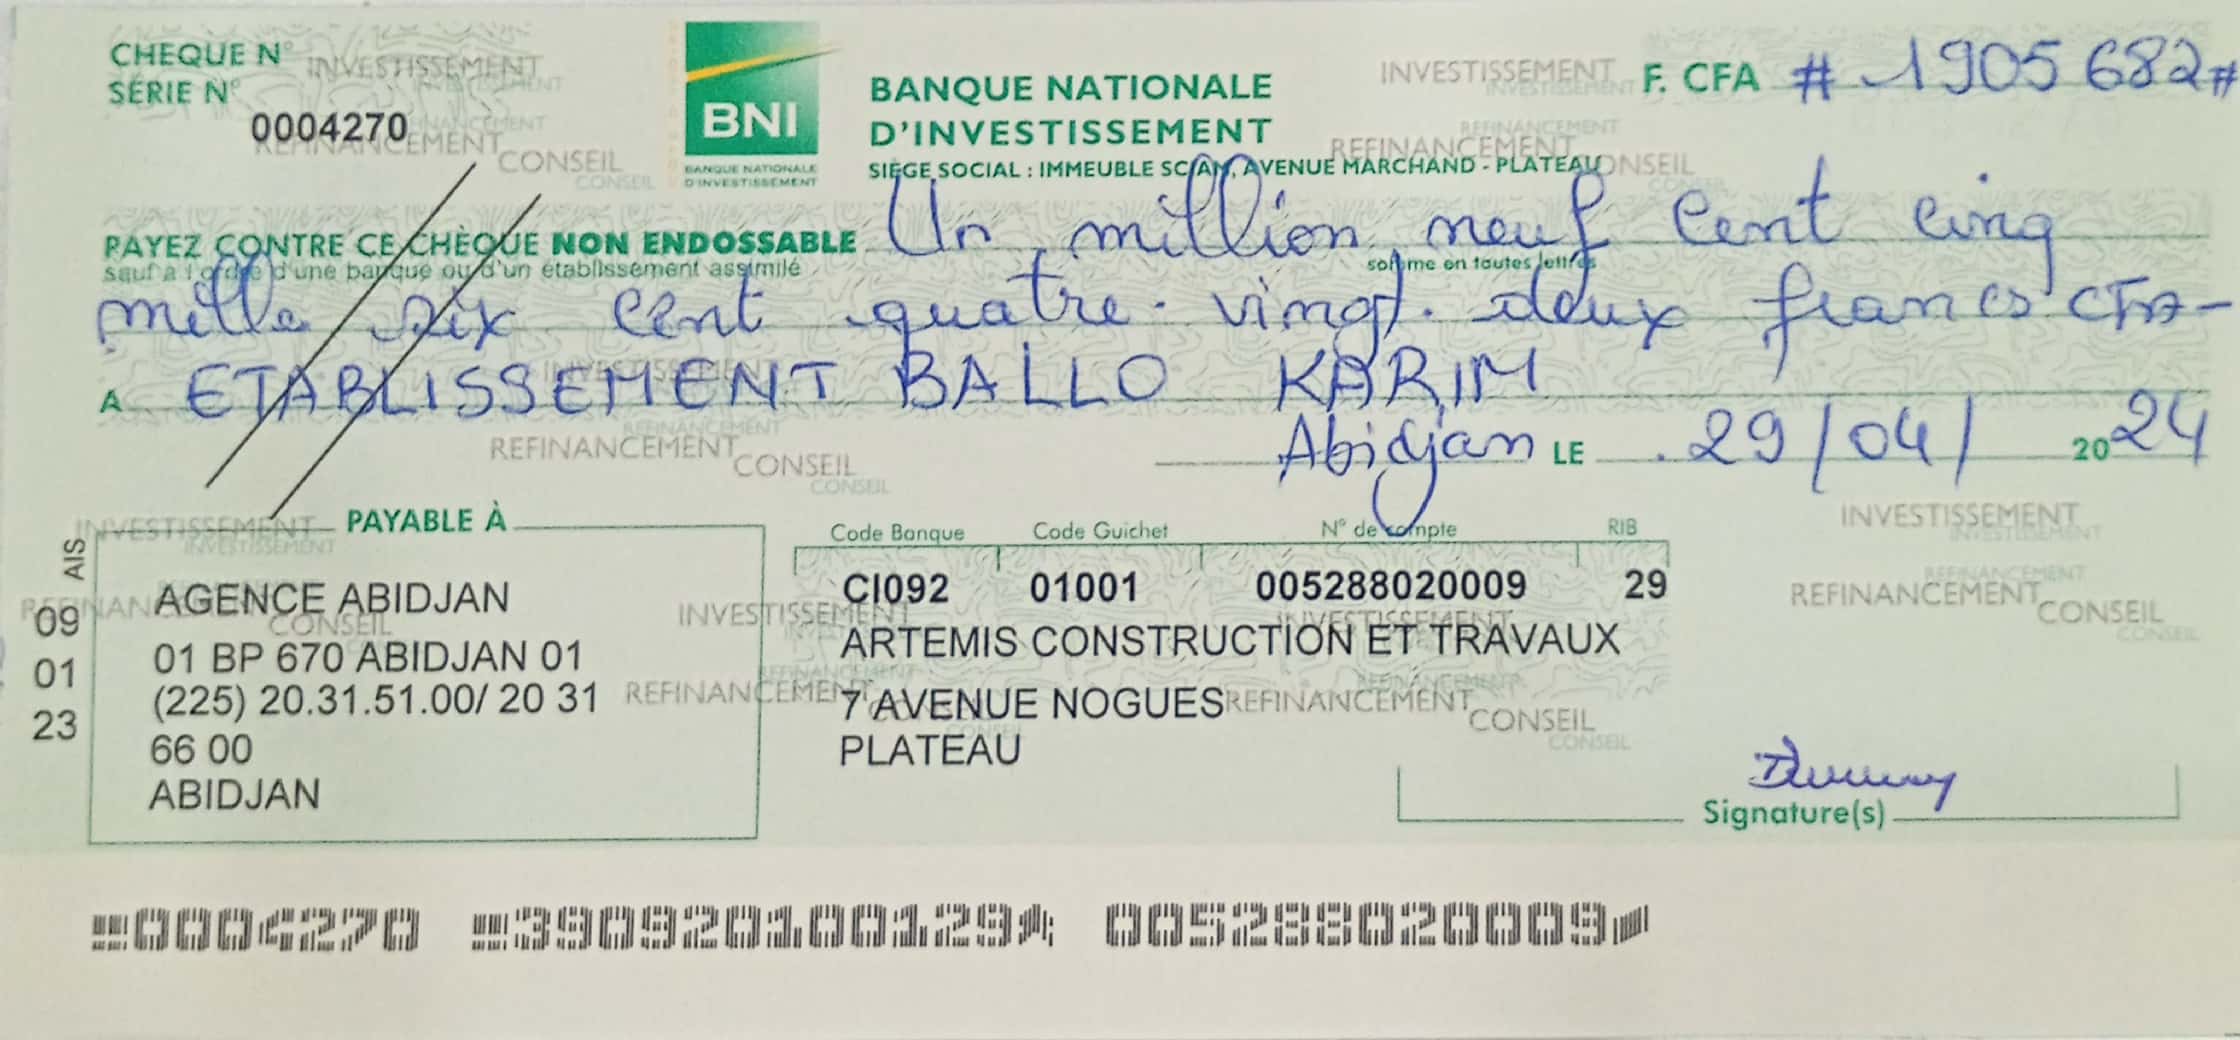 CHEQUE N°
SÉRIE N°
0004270
BNI
BANQUE NATIONALE
D'INVESTISSEMENT
BANQUE NATIONALE
D'INVESTISSEMENT
SIÈGE SOCIAL : IMMEUBLE SCIAM, AVENUE MARCHAND - PLATEAU
F. CFA # 1905 682 #
PAYEZ CONTRE CE CHÈQUE NON ENDOSSABLE Un million neuf cent cinq
sauf a l'ordre d'une banque ou d'un établissement assimilé
somme en toutes lettres
mille six cent quatre-vingt-deux francs CFA-
A ETABLISSEMENT BALLO KARIM
Abidjan LE 29/04/ 2024
PAYABLE À
AIS
09
01
23
AGENCE ABIDJAN
01 BP 670 ABIDJAN 01
(225) 20.31.51.00/ 20 31
66 00
ABIDJAN
Code Banque Code Guichet N° de compte RIB
CI092 01001 005288020009 29
ARTEMIS CONSTRUCTION ET TRAVAUX
7 AVENUE NOGUES
PLATEAU
Signature(s)
INVESTISSEMENT
REFINANCEMENT
CONSEIL
0004270 390920100129 005288020009